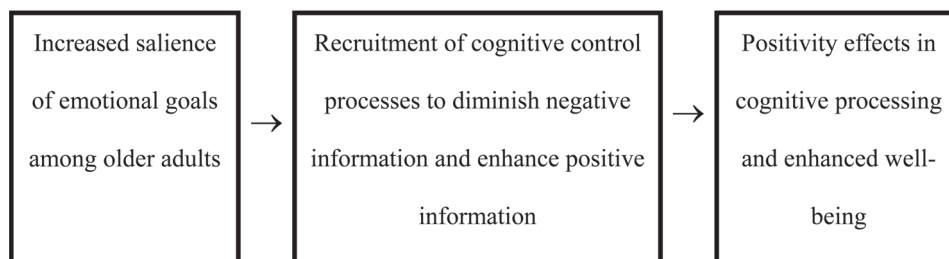 Increased salience
of emotional goals
among older adults
→
Recruitment of cognitive control
processes to diminish negative
information and enhance positive
information
→
Positivity effects in
cognitive processing
and enhanced well-
being